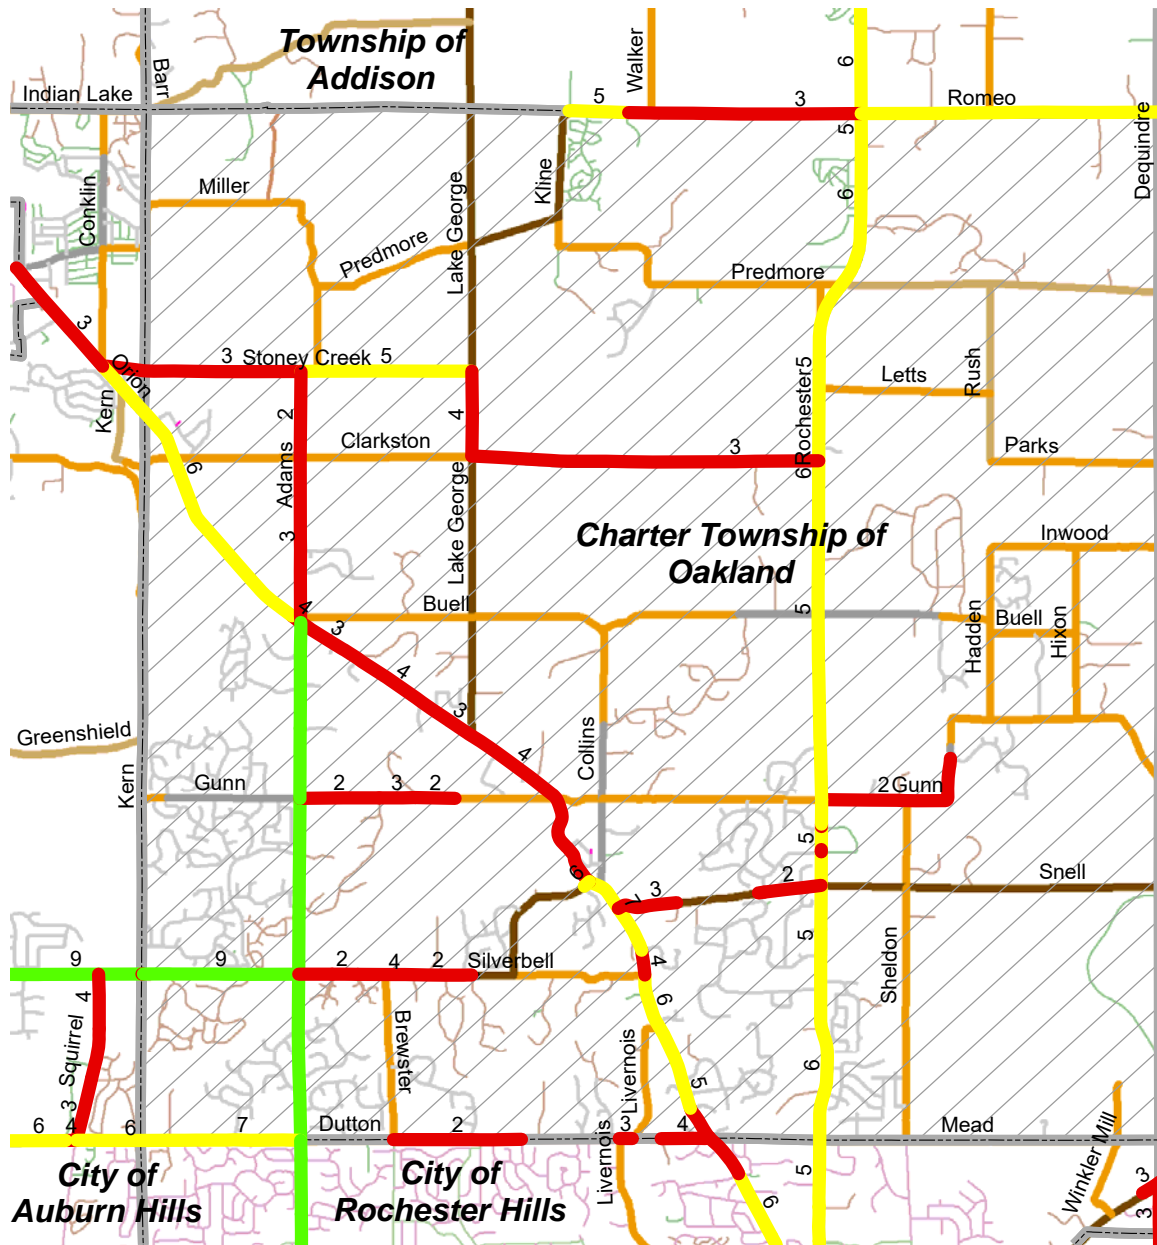 Township of
Addison
Walker
6
Barr
Indian Lake
5
3
Romeo
5
Dequindre
Conklin
Miller
Lake George
Kline
6
Predmore
Predmore
3
Orion
3
Stoney Creek
5
Rochester
5
Rush
Letts
Kern
2
4
Clarkston
3
Parks
6
Adams
6
3
Lake George
Charter Township of
Oakland
Inwood
4
Buell
5
Hadden
Buell
Hixon
3
4
3
4
Greenshield
Collins
Kern
Gunn
2
3
2
2
Gunn
5
6
7
3
2
Snell
9
9
2
4
2
Silverbell
4
5
Sheldon
4
6
Squirrel
Brewster
Livernois
5
6
3
6
4
6
7
Dutton
2
Livernois
3
4
Mead
Winkler Mill
City of
Auburn Hills
City of
Rochester Hills
5
6
3
3